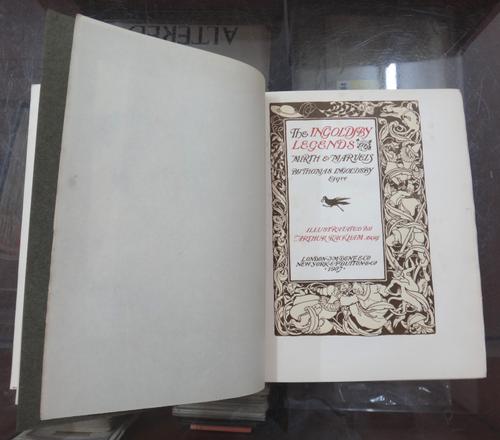 ALTERED
The INGOLDSBY
LEGENDS or
MIRTH & MARVELS
BY THOMAS INGOLDSBY
Esqre
ILLUSTRATED BY
ARTHUR RACKHAM
LONDON·J·M·DENT & CO
NEW·YORK·E·P·DUTTON & CO
·1907·